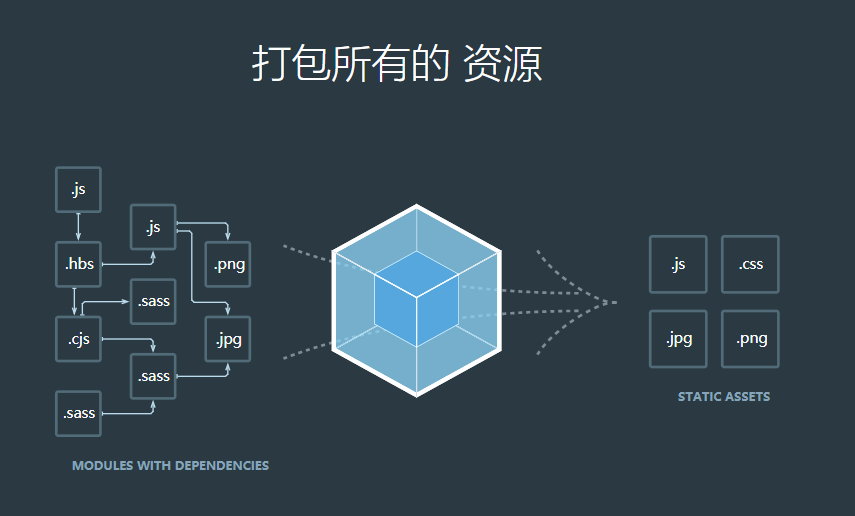 打包所有的 资源
.js
.js
.hbs
.png
.sass
.cjs
.jpg
.sass
.sass
MODULES WITH DEPENDENCIES
.js
.css
.jpg
.png
STATIC ASSETS